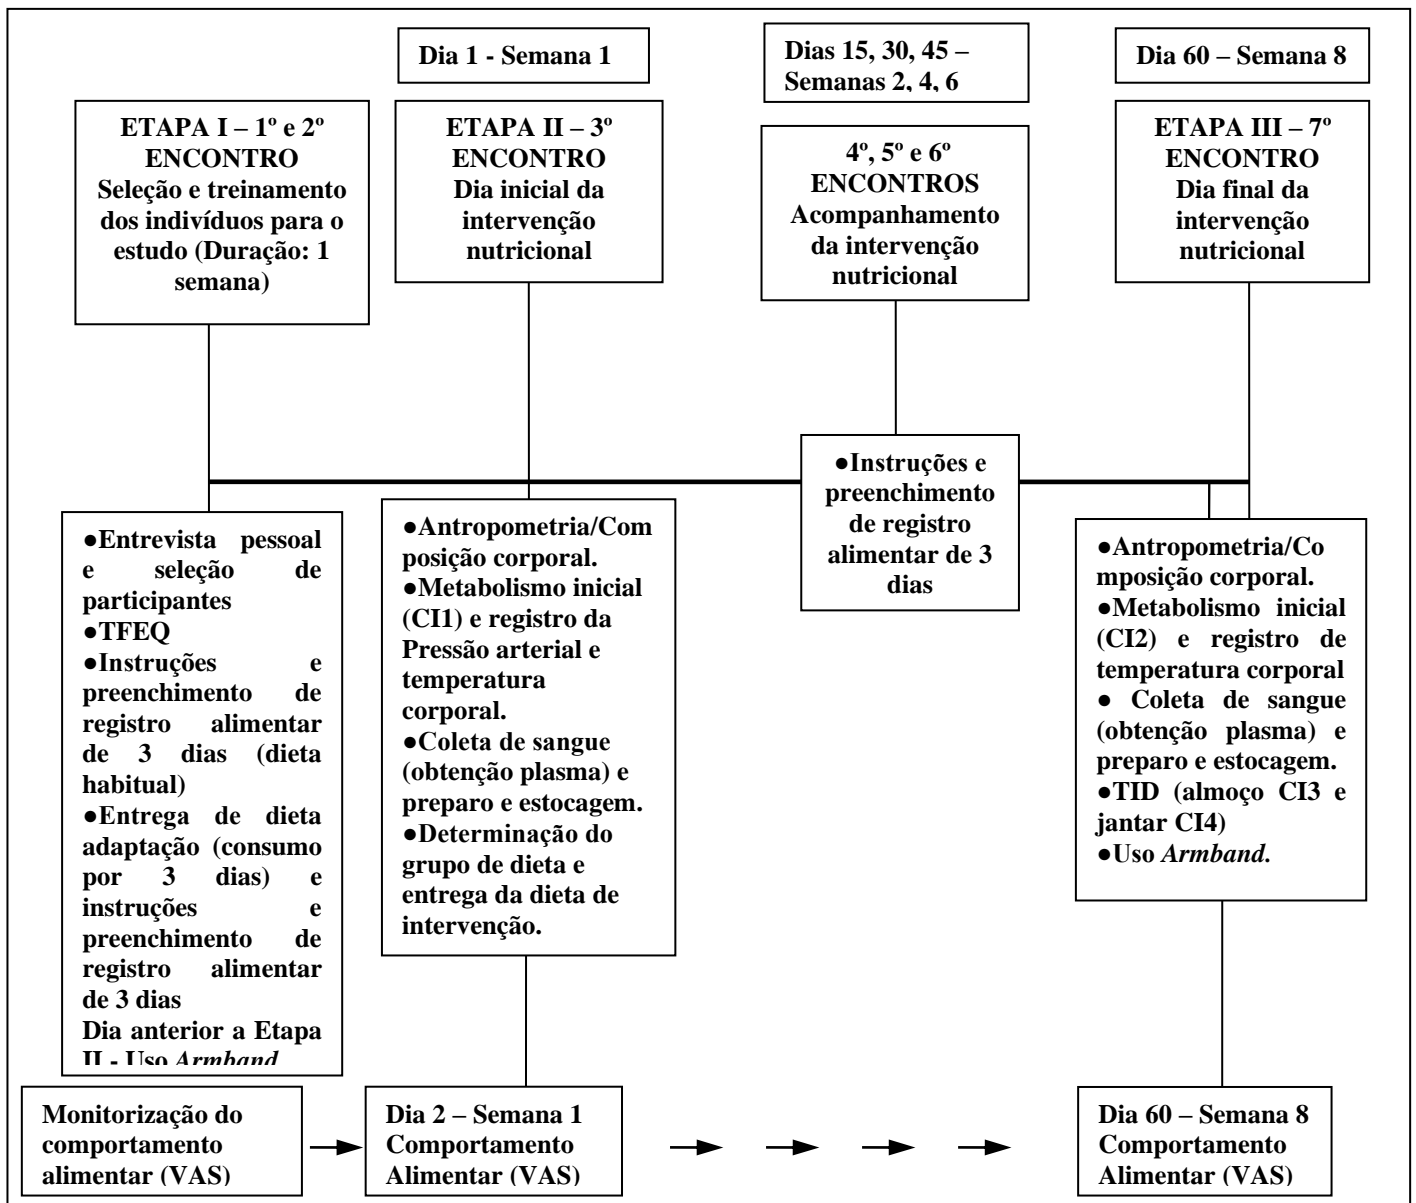 Dia 1 - Semana 1
Dias 15, 30, 45 –
Semanas 2, 4, 6
Dia 60 – Semana 8
ETAPA I – 1º e 2º
ENCONTRO
Seleção e treinamento
dos indivíduos para o
estudo (Duração: 1
semana)
ETAPA II – 3º
ENCONTRO
Dia inicial da
intervenção
nutricional
4º, 5º e 6º
ENCONTROS
Acompanhamento
da intervenção
nutricional
ETAPA III – 7º
ENCONTRO
Dia final da
intervenção
nutricional
●Entrevista pessoal
e seleção de
participantes
●TFEQ
●Instruções e
preenchimento de
registro alimentar
de 3 dias (dieta
habitual)
●Entrega de dieta
adaptação (consumo
por 3 dias) e
instruções e
preenchimento de
registro alimentar
de 3 dias
Dia anterior a Etapa
II - Uso Armband
●Antropometria/Com
posição corporal.
●Metabolismo inicial
(CI1) e registro da
Pressão arterial e
temperatura
corporal.
●Coleta de sangue
(obtenção plasma) e
preparo e estocagem.
●Determinação do
grupo de dieta e
entrega da dieta de
intervenção.
●Instruções e
preenchimento
de registro
alimentar de 3
dias
●Antropometria/Co
mposição corporal.
●Metabolismo inicial
(CI2) e registro de
temperatura corporal
● Coleta de sangue
(obtenção plasma) e
preparo e estocagem.
●TID (almoço CI3 e
jantar CI4)
●Uso Armband.
Monitorização do
comportamento
alimentar (VAS)
Dia 2 – Semana 1
Comportamento
Alimentar (VAS)
Dia 60 – Semana 8
Comportamento
Alimentar (VAS)